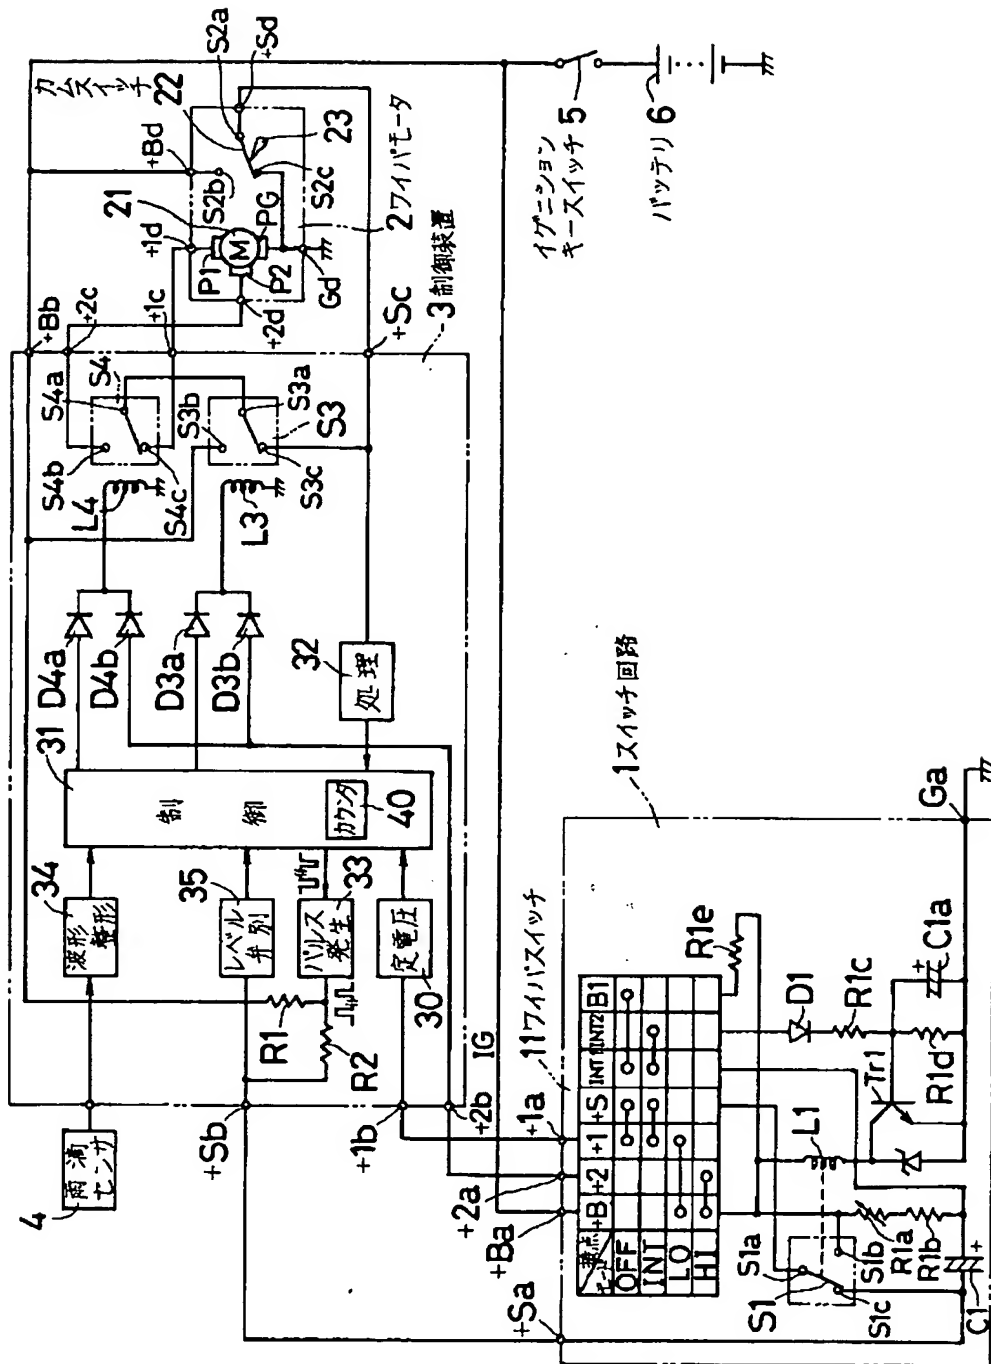 カムスイッチ
22
S2a
+Sd
+Bd
21
+1d
S2b
23
S2c
P1
M
PG
P2
2ワイパモータ
+2d
Gd
+Bb
+2c
+1c
+Sc
3制御装置
イグニション
キースイッチ 5
バッテリ 6
S4a
S4
S4b
S4c
L4
S3b
S3a
S3
S3c
L3
D4a
D4b
D3a
D3b
32
処理
31
制御
カウンタ
40
34
波形
整形
35
レベル
弁別
33
パルス
発生
定電圧
30
R1
R2
IG
4
雨滴
センサ
+Sb
+1b
+2b
+1a
+2a
+Ba
+Sa
1スイッチ回路
11ワイパスイッチ
接点
+B
+2
+1
+S
INT1
INT2
B1
OFF
INT
LO
HI
R1e
D1
R1c
C1a
+
R1d
Tr1
L1
Ga
S1a
S1
S1b
S1c
R1a
R1b
C1
+